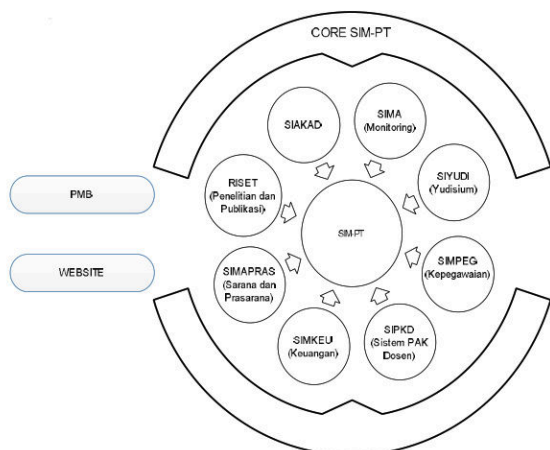 CORE SIM-PT
SIAKAD
SIMA
(Monitoring)
SIYUDI
(Yudisium)
RISET
(Penelitian dan
Publikasi)
PMB
SIM-PT
WEBSITE
SIMAPRAS
(Sarana dan
Prasarana)
SIMPEG
(Kepegawaian)
SIMKEU
(Keuangan)
SIPKD
(Sistem PAK
Dosen)